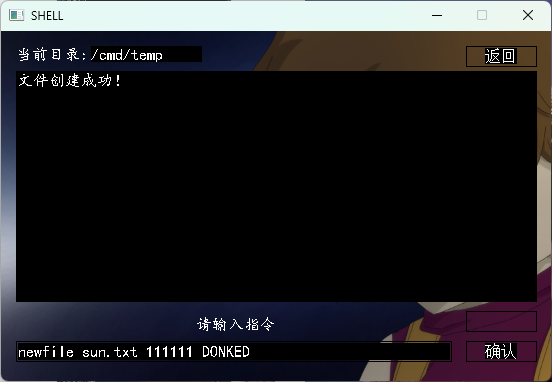 SHELL
当前目录: /cmd/temp
返回
文件创建成功!
请输入指令
newfile sun.txt 111111 DONKED
确认